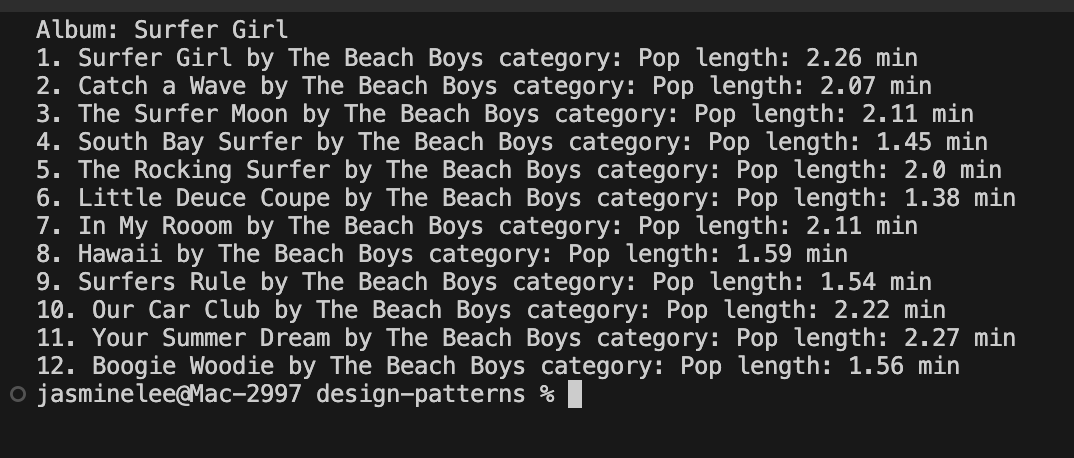 Album: Surfer Girl
1. Surfer Girl by The Beach Boys category: Pop length: 2.26 min
2. Catch a Wave by The Beach Boys category: Pop length: 2.07 min
3. The Surfer Moon by The Beach Boys category: Pop length: 2.11 min
4. South Bay Surfer by The Beach Boys category: Pop length: 1.45 min
5. The Rocking Surfer by The Beach Boys category: Pop length: 2.0 min
6. Little Deuce Coupe by The Beach Boys category: Pop length: 1.38 min
7. In My Rooom by The Beach Boys category: Pop length: 2.11 min
8. Hawaii by The Beach Boys category: Pop length: 1.59 min
9. Surfers Rule by The Beach Boys category: Pop length: 1.54 min
10. Our Car Club by The Beach Boys category: Pop length: 2.22 min
11. Your Summer Dream by The Beach Boys category: Pop length: 2.27 min
12. Boogie Woodie by The Beach Boys category: Pop length: 1.56 min
jasminelee@Mac-2997 design-patterns %